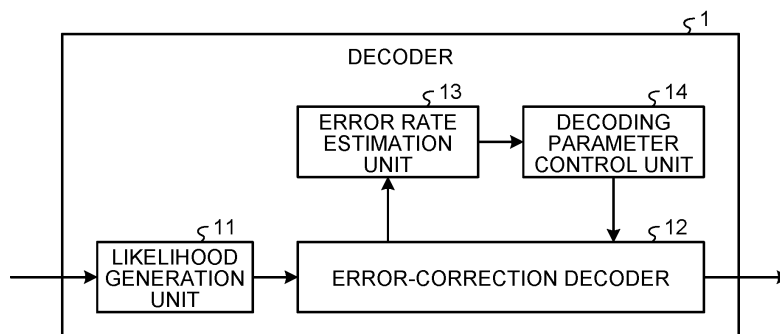 1
DECODER
13
14
ERROR RATE
ESTIMATION
UNIT
DECODING
PARAMETER
CONTROL UNIT
11
12
LIKELIHOOD
GENERATION
UNIT
ERROR-CORRECTION DECODER